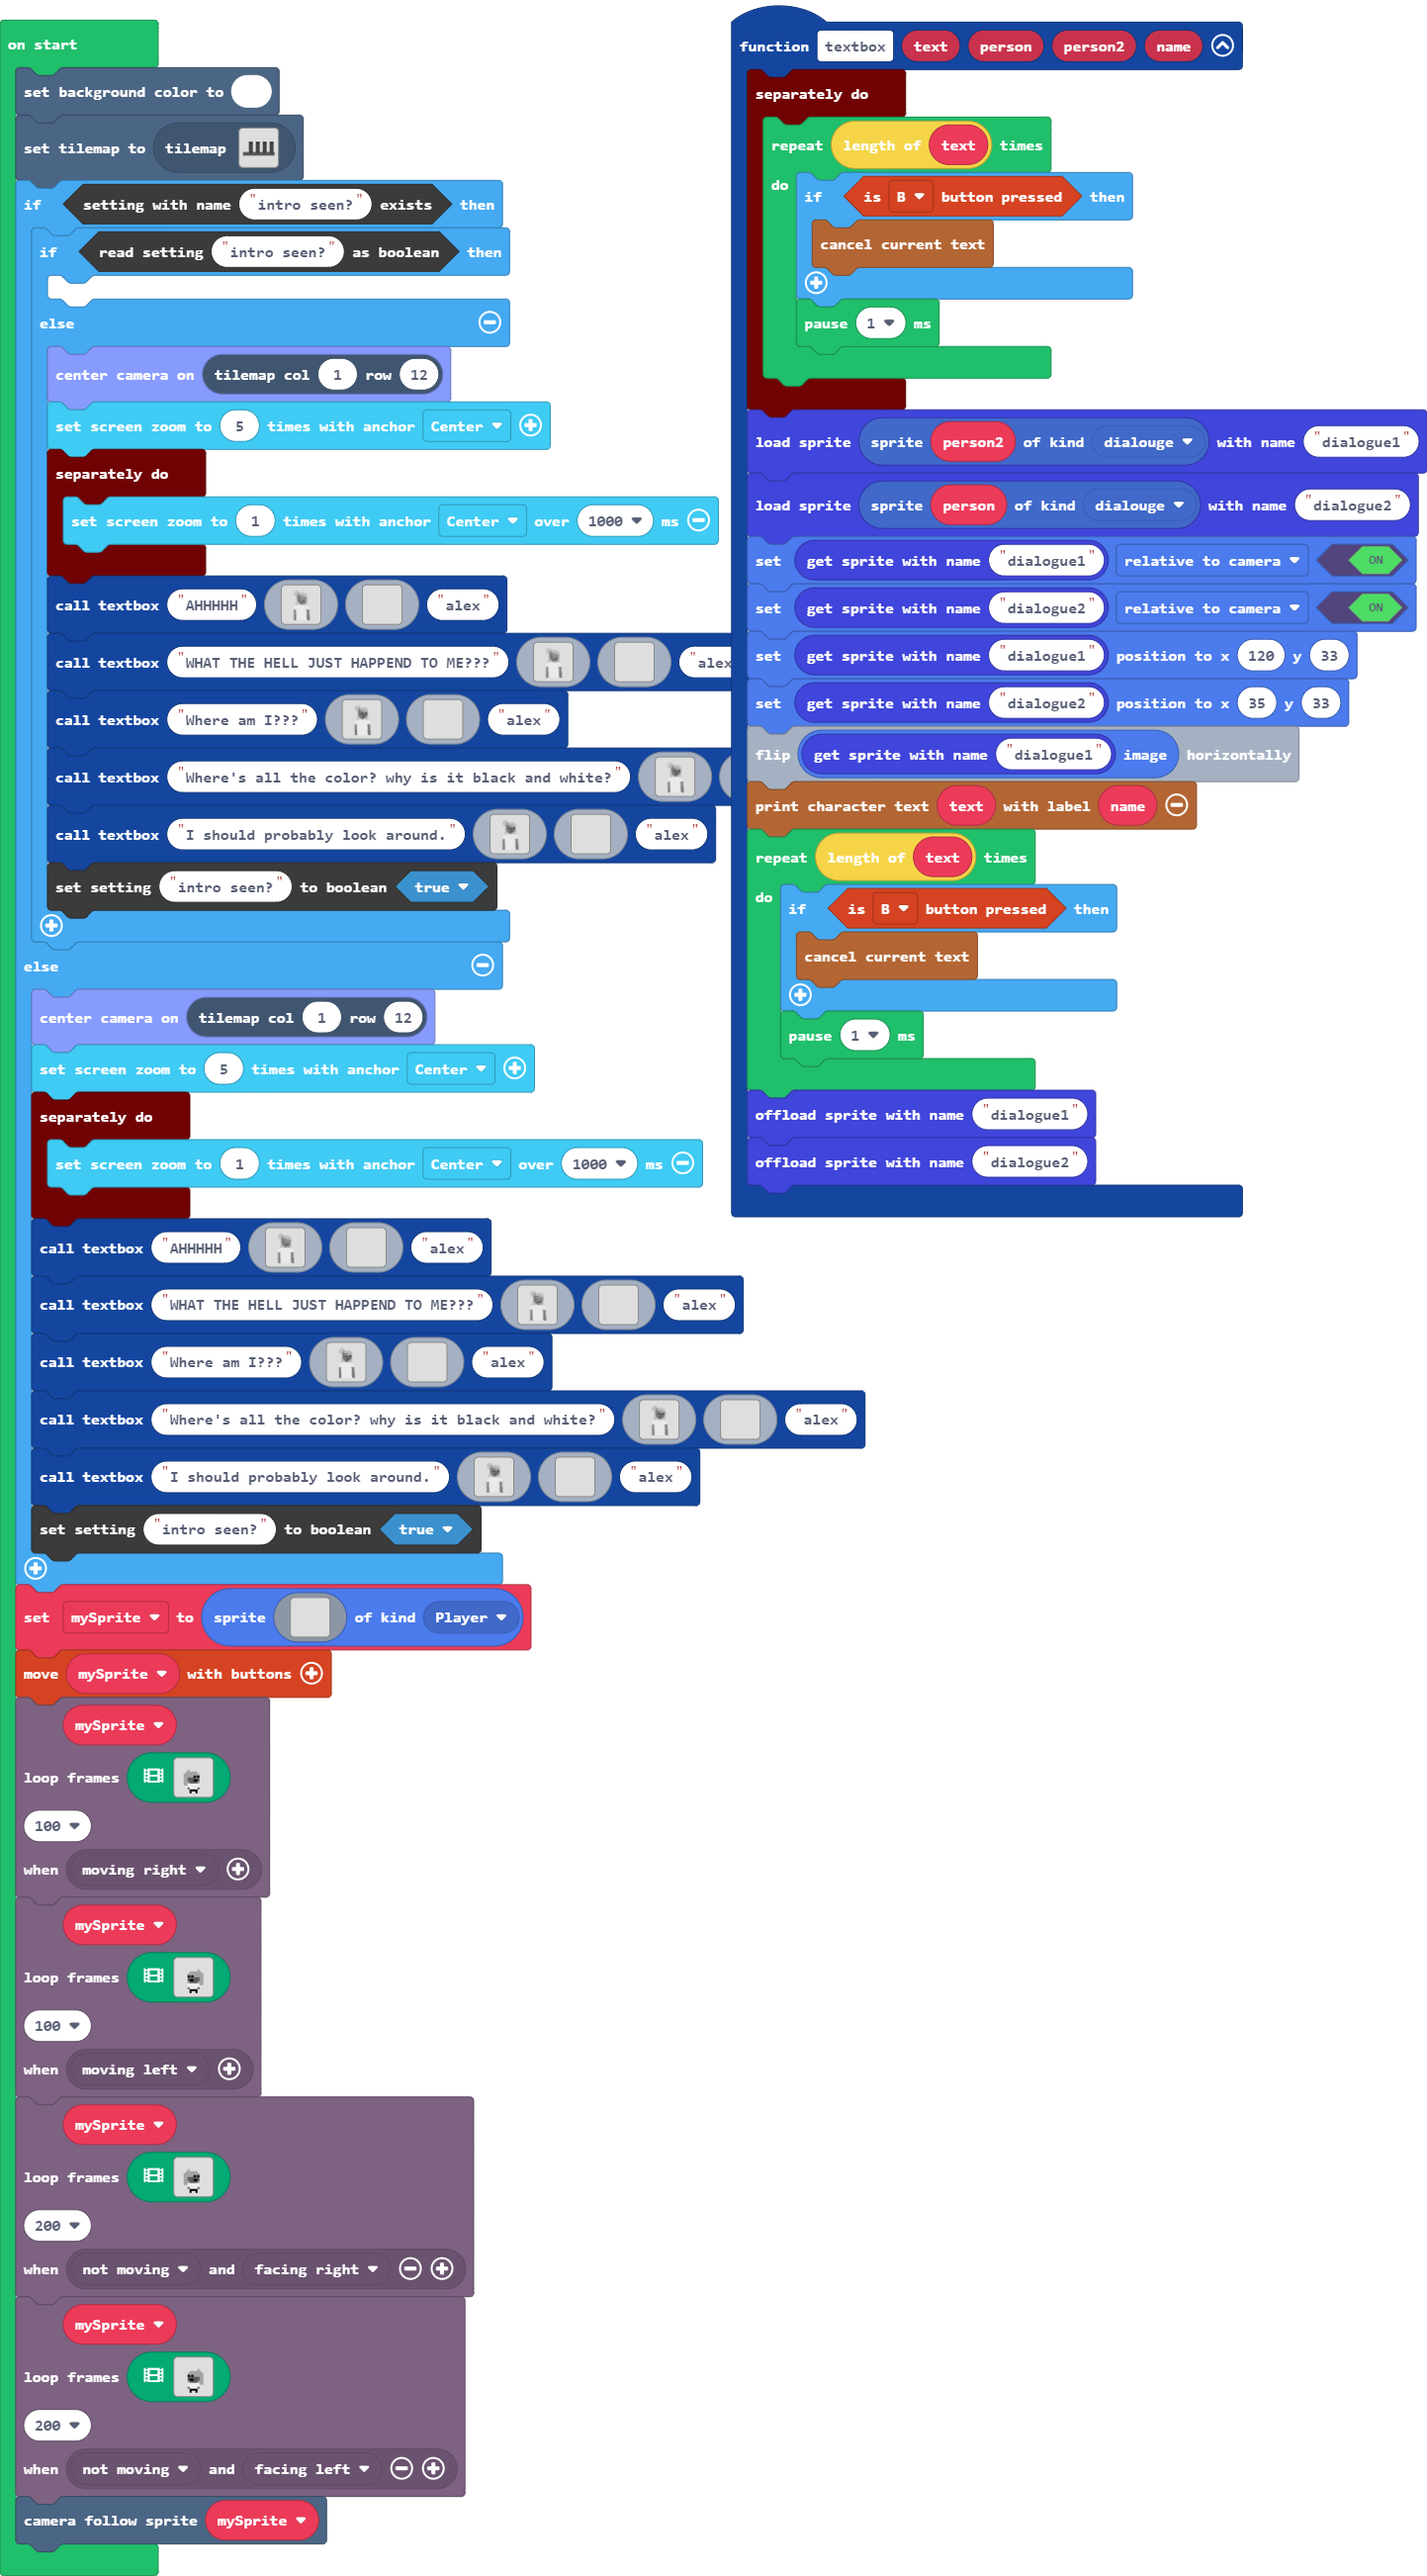 on start
set background color to
set tilemap to tilemap
if setting with name "intro seen?" exists then
if read setting "intro seen?" as boolean then
else
center camera on tilemap col 1 row 12
set screen zoom to 5 times with anchor Center
separately do
set screen zoom to 1 times with anchor Center over 1000 ms
call textbox "AHHHHH" "alex"
call textbox "WHAT THE HELL JUST HAPPEND TO ME???" "alex
call textbox "Where am I???" "alex"
call textbox "Where's all the color? why is it black and white?"
call textbox "I should probably look around." "alex"
set setting "intro seen?" to boolean true
else
center camera on tilemap col 1 row 12
set screen zoom to 5 times with anchor Center
separately do
set screen zoom to 1 times with anchor Center over 1000 ms
call textbox "AHHHHH" "alex"
call textbox "WHAT THE HELL JUST HAPPEND TO ME???" "alex"
call textbox "Where am I???" "alex"
call textbox "Where's all the color? why is it black and white?" "alex"
call textbox "I should probably look around." "alex"
set setting "intro seen?" to boolean true
set mySprite to sprite of kind Player
move mySprite with buttons
mySprite
loop frames
100
when moving right
mySprite
loop frames
100
when moving left
mySprite
loop frames
200
when not moving and facing right
mySprite
loop frames
200
when not moving and facing left
camera follow sprite mySprite
function textbox text person person2 name
separately do
repeat length of text times
do if is B button pressed then
cancel current text
pause 1 ms
load sprite sprite person2 of kind dialouge with name "dialogue1"
load sprite sprite person of kind dialouge with name "dialogue2"
set get sprite with name "dialogue1" relative to camera ON
set get sprite with name "dialogue2" relative to camera ON
set get sprite with name "dialogue1" position to x 120 y 33
set get sprite with name "dialogue2" position to x 35 y 33
flip get sprite with name "dialogue1" image horizontally
print character text text with label name
repeat length of text times
do if is B button pressed then
cancel current text
pause 1 ms
offload sprite with name "dialogue1"
offload sprite with name "dialogue2"